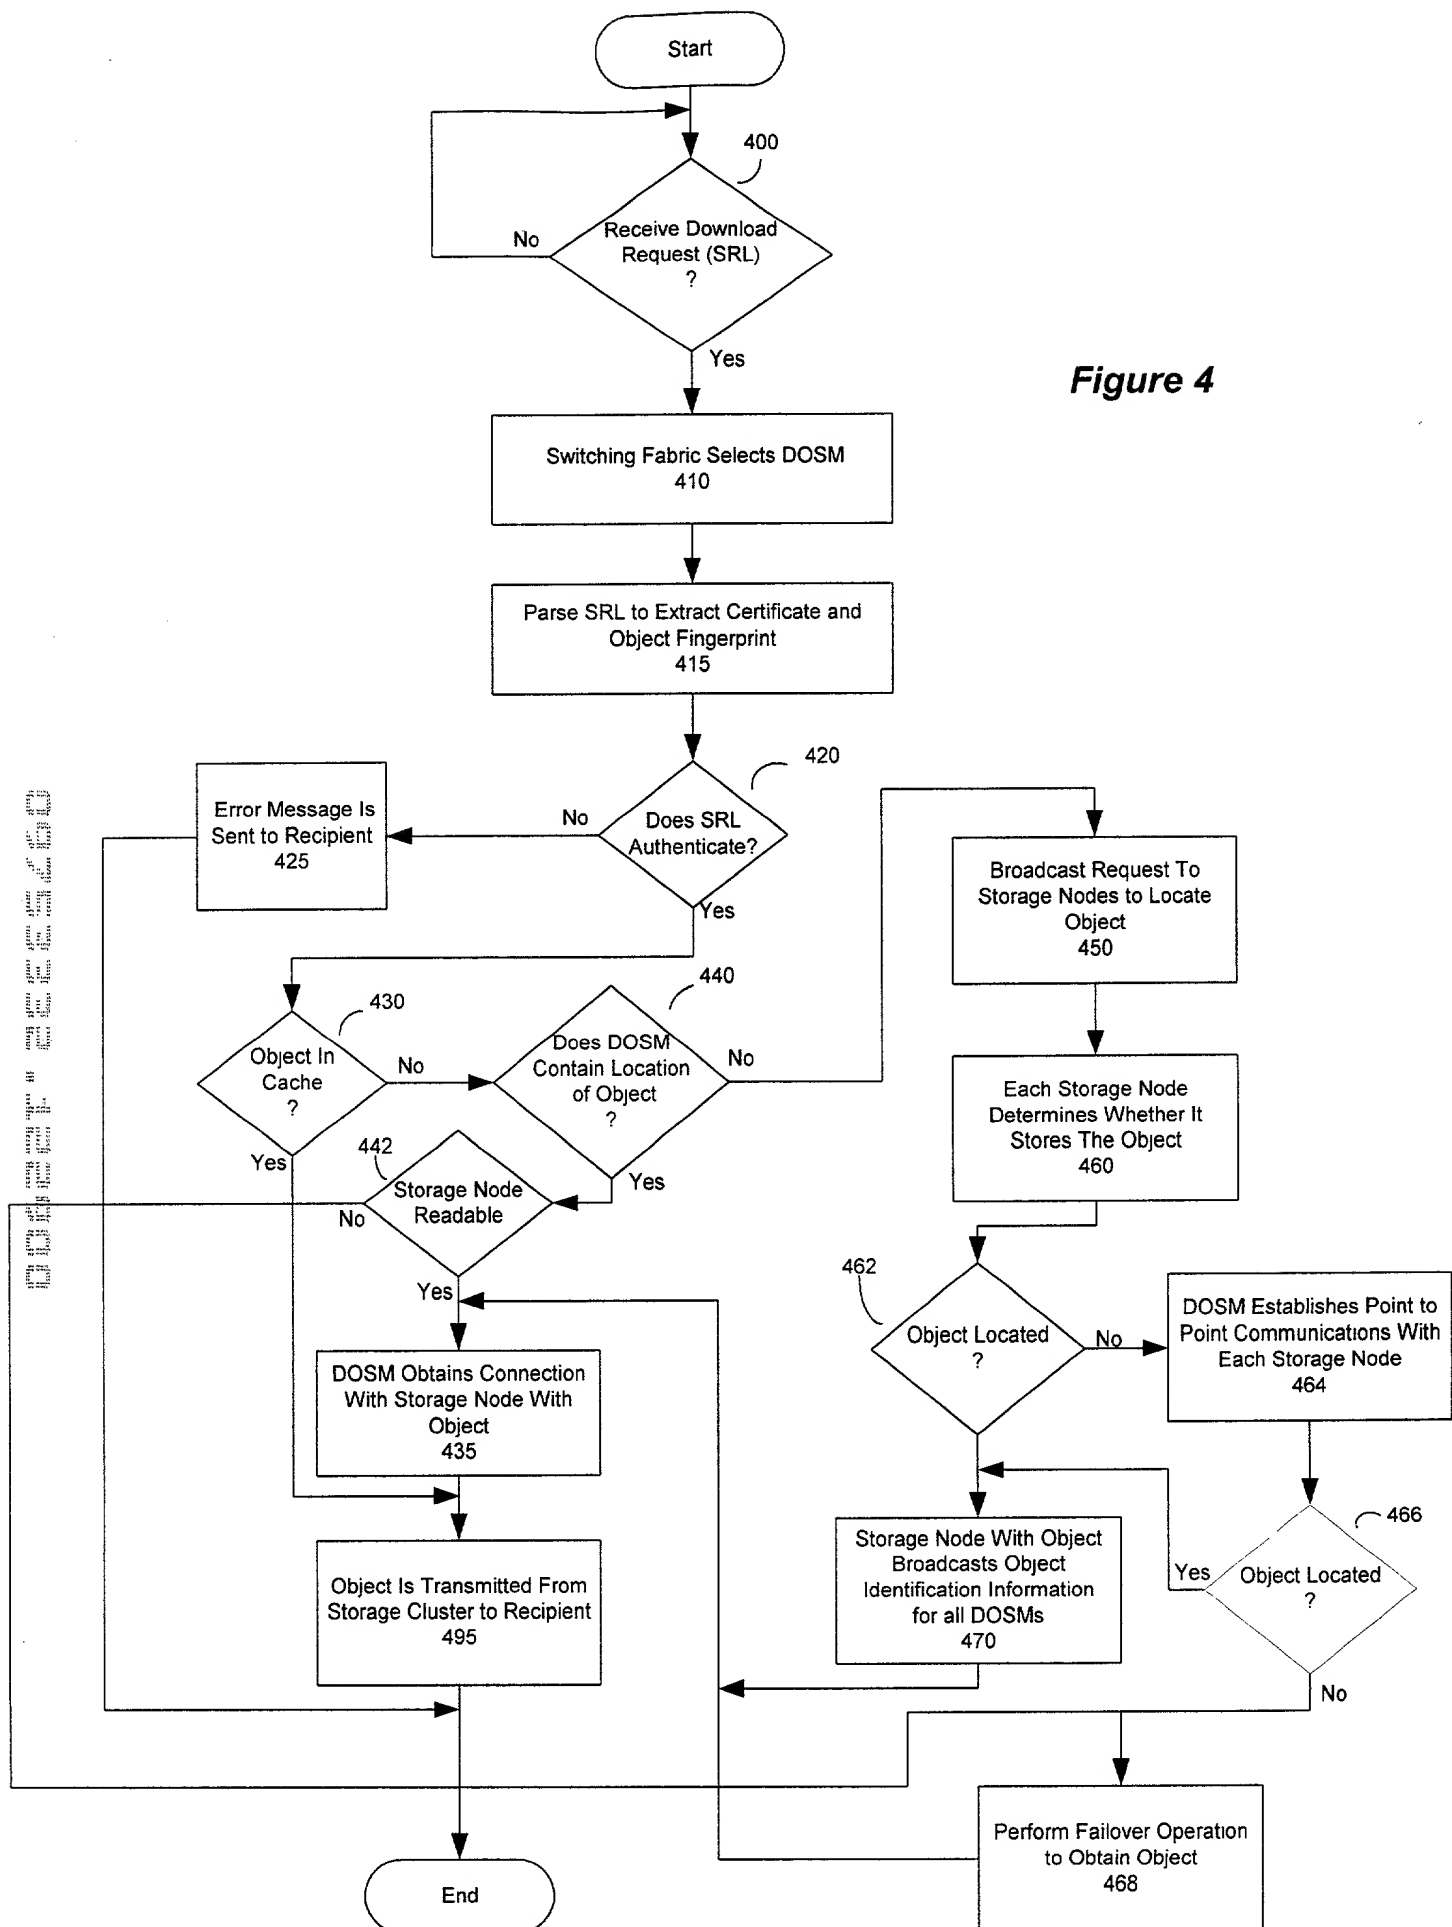 Start
400
Receive Download
Request (SRL)
?
No
Yes
Figure 4
Switching Fabric Selects DOSM
410
Parse SRL to Extract Certificate and
Object Fingerprint
415
420
Does SRL
Authenticate?
No
Yes
Error Message Is
Sent to Recipient
425
Broadcast Request To
Storage Nodes to Locate
Object
450
430
Object In
Cache
?
No
Yes
440
Does DOSM
Contain Location
of Object
?
No
Yes
Each Storage Node
Determines Whether It
Stores The Object
460
442
Storage Node
Readable
No
Yes
462
Object Located
?
No
DOSM Establishes Point to
Point Communications With
Each Storage Node
464
DOSM Obtains Connection
With Storage Node With
Object
435
466
Object Located
?
Yes
No
Storage Node With Object
Broadcasts Object
Identification Information
for all DOSMs
470
Object Is Transmitted From
Storage Cluster to Recipient
495
Perform Failover Operation
to Obtain Object
468
End